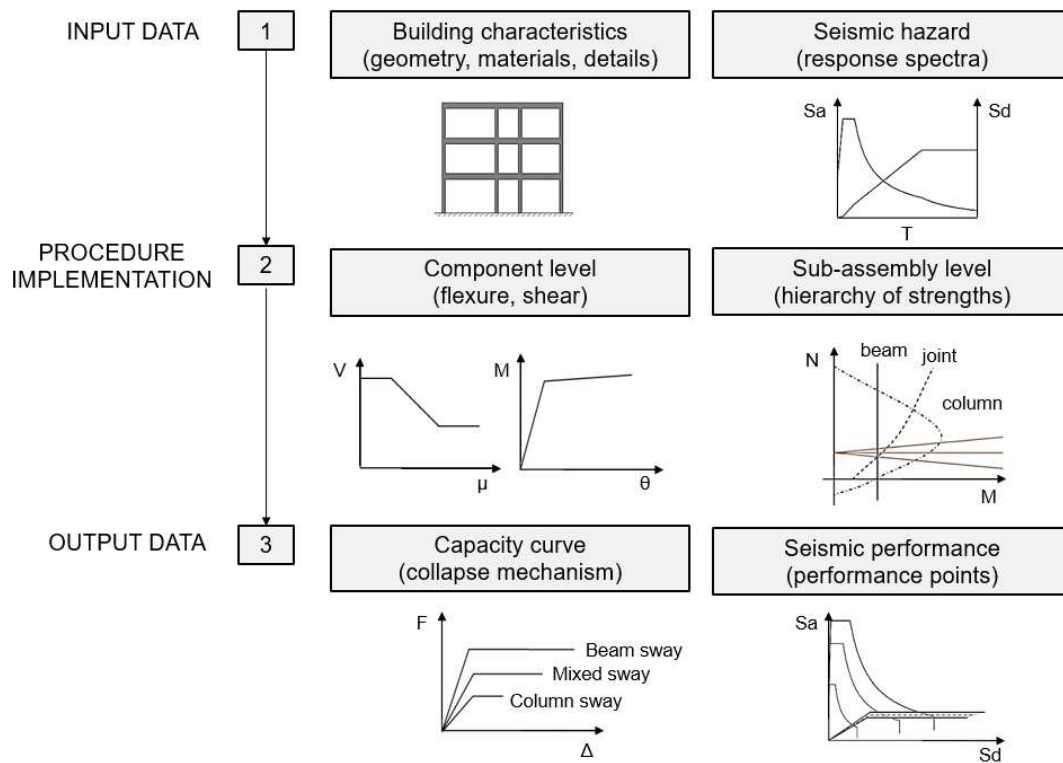 INPUT DATA
1
Building characteristics
(geometry, materials, details)
Seismic hazard
(response spectra)
Sa
Sd
T
PROCEDURE
IMPLEMENTATION
2
Component level
(flexure, shear)
Sub-assembly level
(hierarchy of strengths)
V
μ
M
θ
N
beam
joint
column
M
OUTPUT DATA
3
Capacity curve
(collapse mechanism)
Seismic performance
(performance points)
F
Beam sway
Mixed sway
Column sway
Δ
Sa
Sd